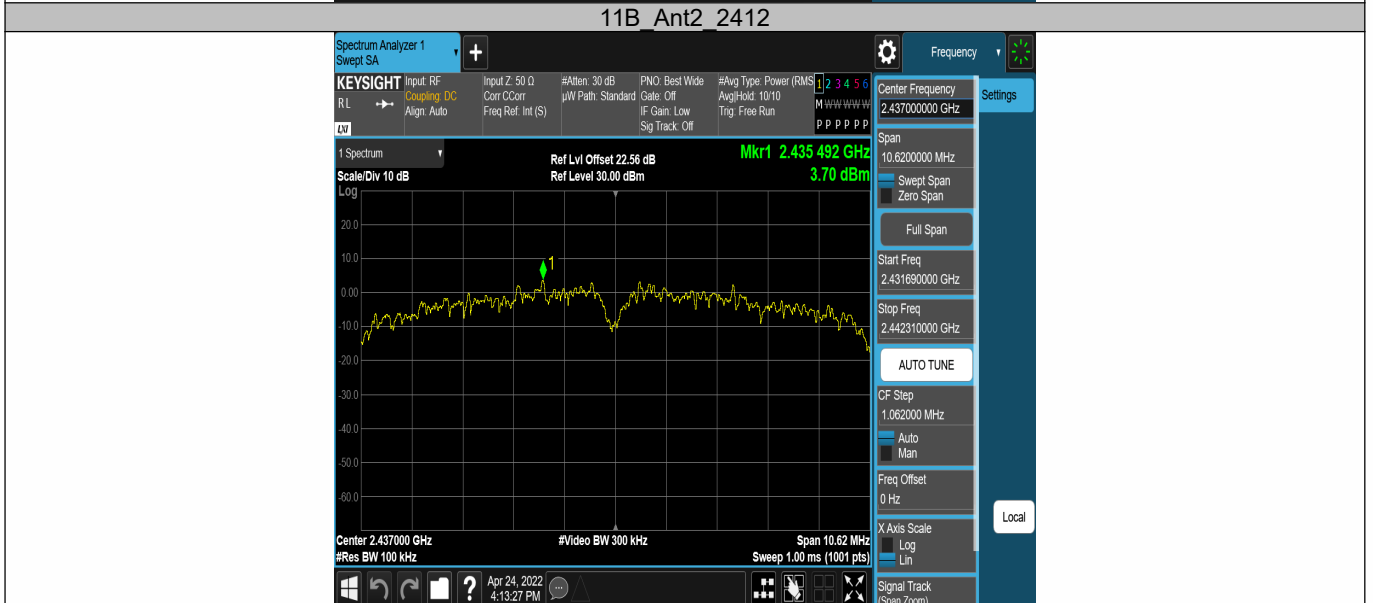 11B_Ant2_2412
Spectrum Analyzer 1
Swept SA
+
Frequency
KEYSIGHT
R L
LXI
Input: RF
Coupling: DC
Align: Auto
Input Z: 50 Ω
Corr CCorr
Freq Ref: Int (S)
#Atten: 30 dB
µW Path: Standard
PNO: Best Wide
Gate: Off
IF Gain: Low
Sig Track: Off
#Avg Type: Power (RMS
Avg|Hold: 10/10
Trig: Free Run
1 2 3 4 5 6
M W W W W W
P P P P P P
1 Spectrum
Scale/Div 10 dB
Log
Ref Lvl Offset 22.56 dB
Ref Level 30.00 dBm
Mkr1 2.435 492 GHz
3.70 dBm
20.0
10.0
0.00
-10.0
-20.0
-30.0
-40.0
-50.0
-60.0
1
Center 2.437000 GHz
#Res BW 100 kHz
#Video BW 300 kHz
Span 10.62 MHz
Sweep 1.00 ms (1001 pts)
Center Frequency
2.437000000 GHz
Settings
Span
10.6200000 MHz
Swept Span
Zero Span
Full Span
Start Freq
2.431690000 GHz
Stop Freq
2.442310000 GHz
AUTO TUNE
CF Step
1.062000 MHz
Auto
Man
Freq Offset
0 Hz
X Axis Scale
Log
Lin
Local
Signal Track
(Span Zoom)
?
Apr 24, 2022
4:13:27 PM